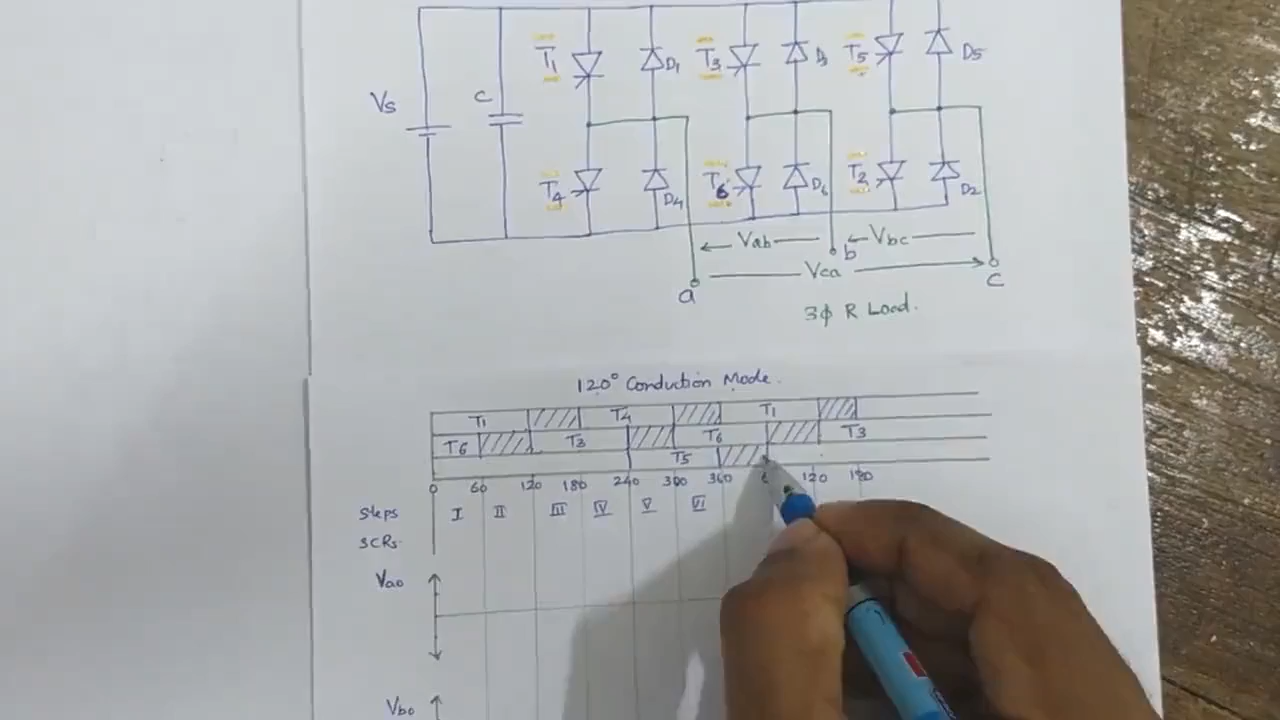 T1 D1 T3 D3 T5 D5
Vs C
T4 D4 T6 D6 T2 D2
Vab Vbc
b
Vca
a C
3ϕ R Load.
120° Conduction Mode.
T1 T4 T1
T6 T3 T6 T3
T5
0 60 120 180 240 300 360 6 120 180
Steps I II III IV V VI
SCRs
Vao
Vbo